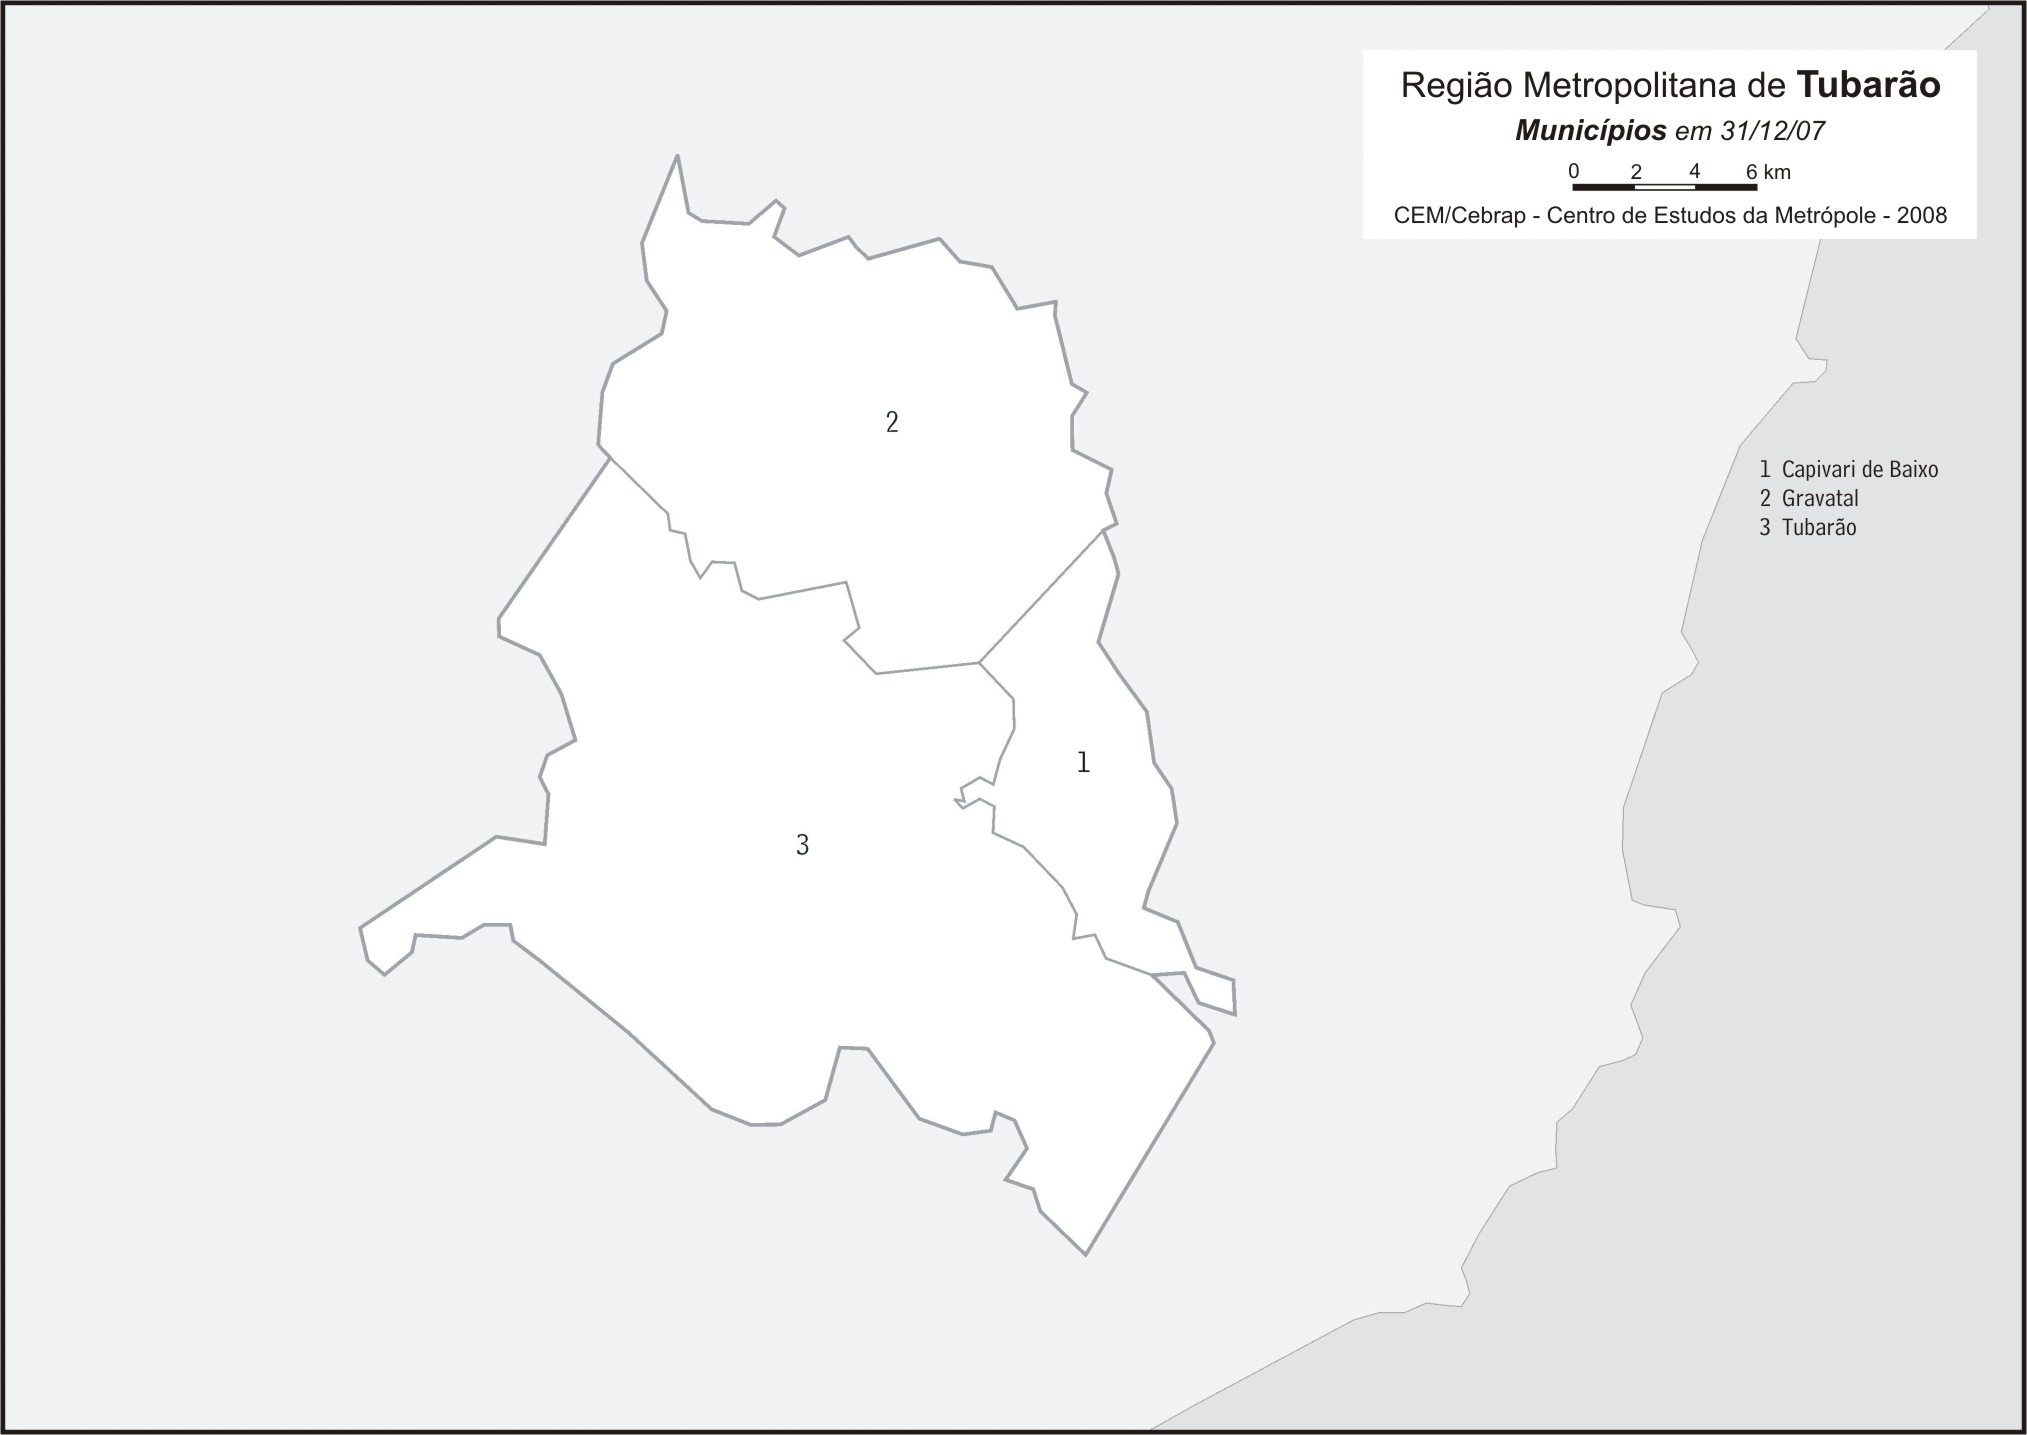 Região Metropolitana de Tubarão
Municípios em 31/12/07
0 2 4 6 km
CEM/Cebrap - Centro de Estudos da Metrópole - 2008
2
1 Capivari de Baixo
2 Gravatal
3 Tubarão
1
3